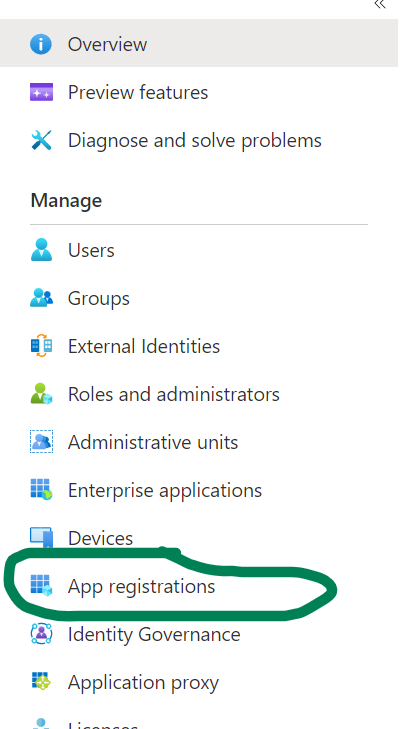 Overview
Preview features
Diagnose and solve problems
Manage
Users
Groups
External Identities
Roles and administrators
Administrative units
Enterprise applications
Devices
App registrations
Identity Governance
Application proxy
Licenses